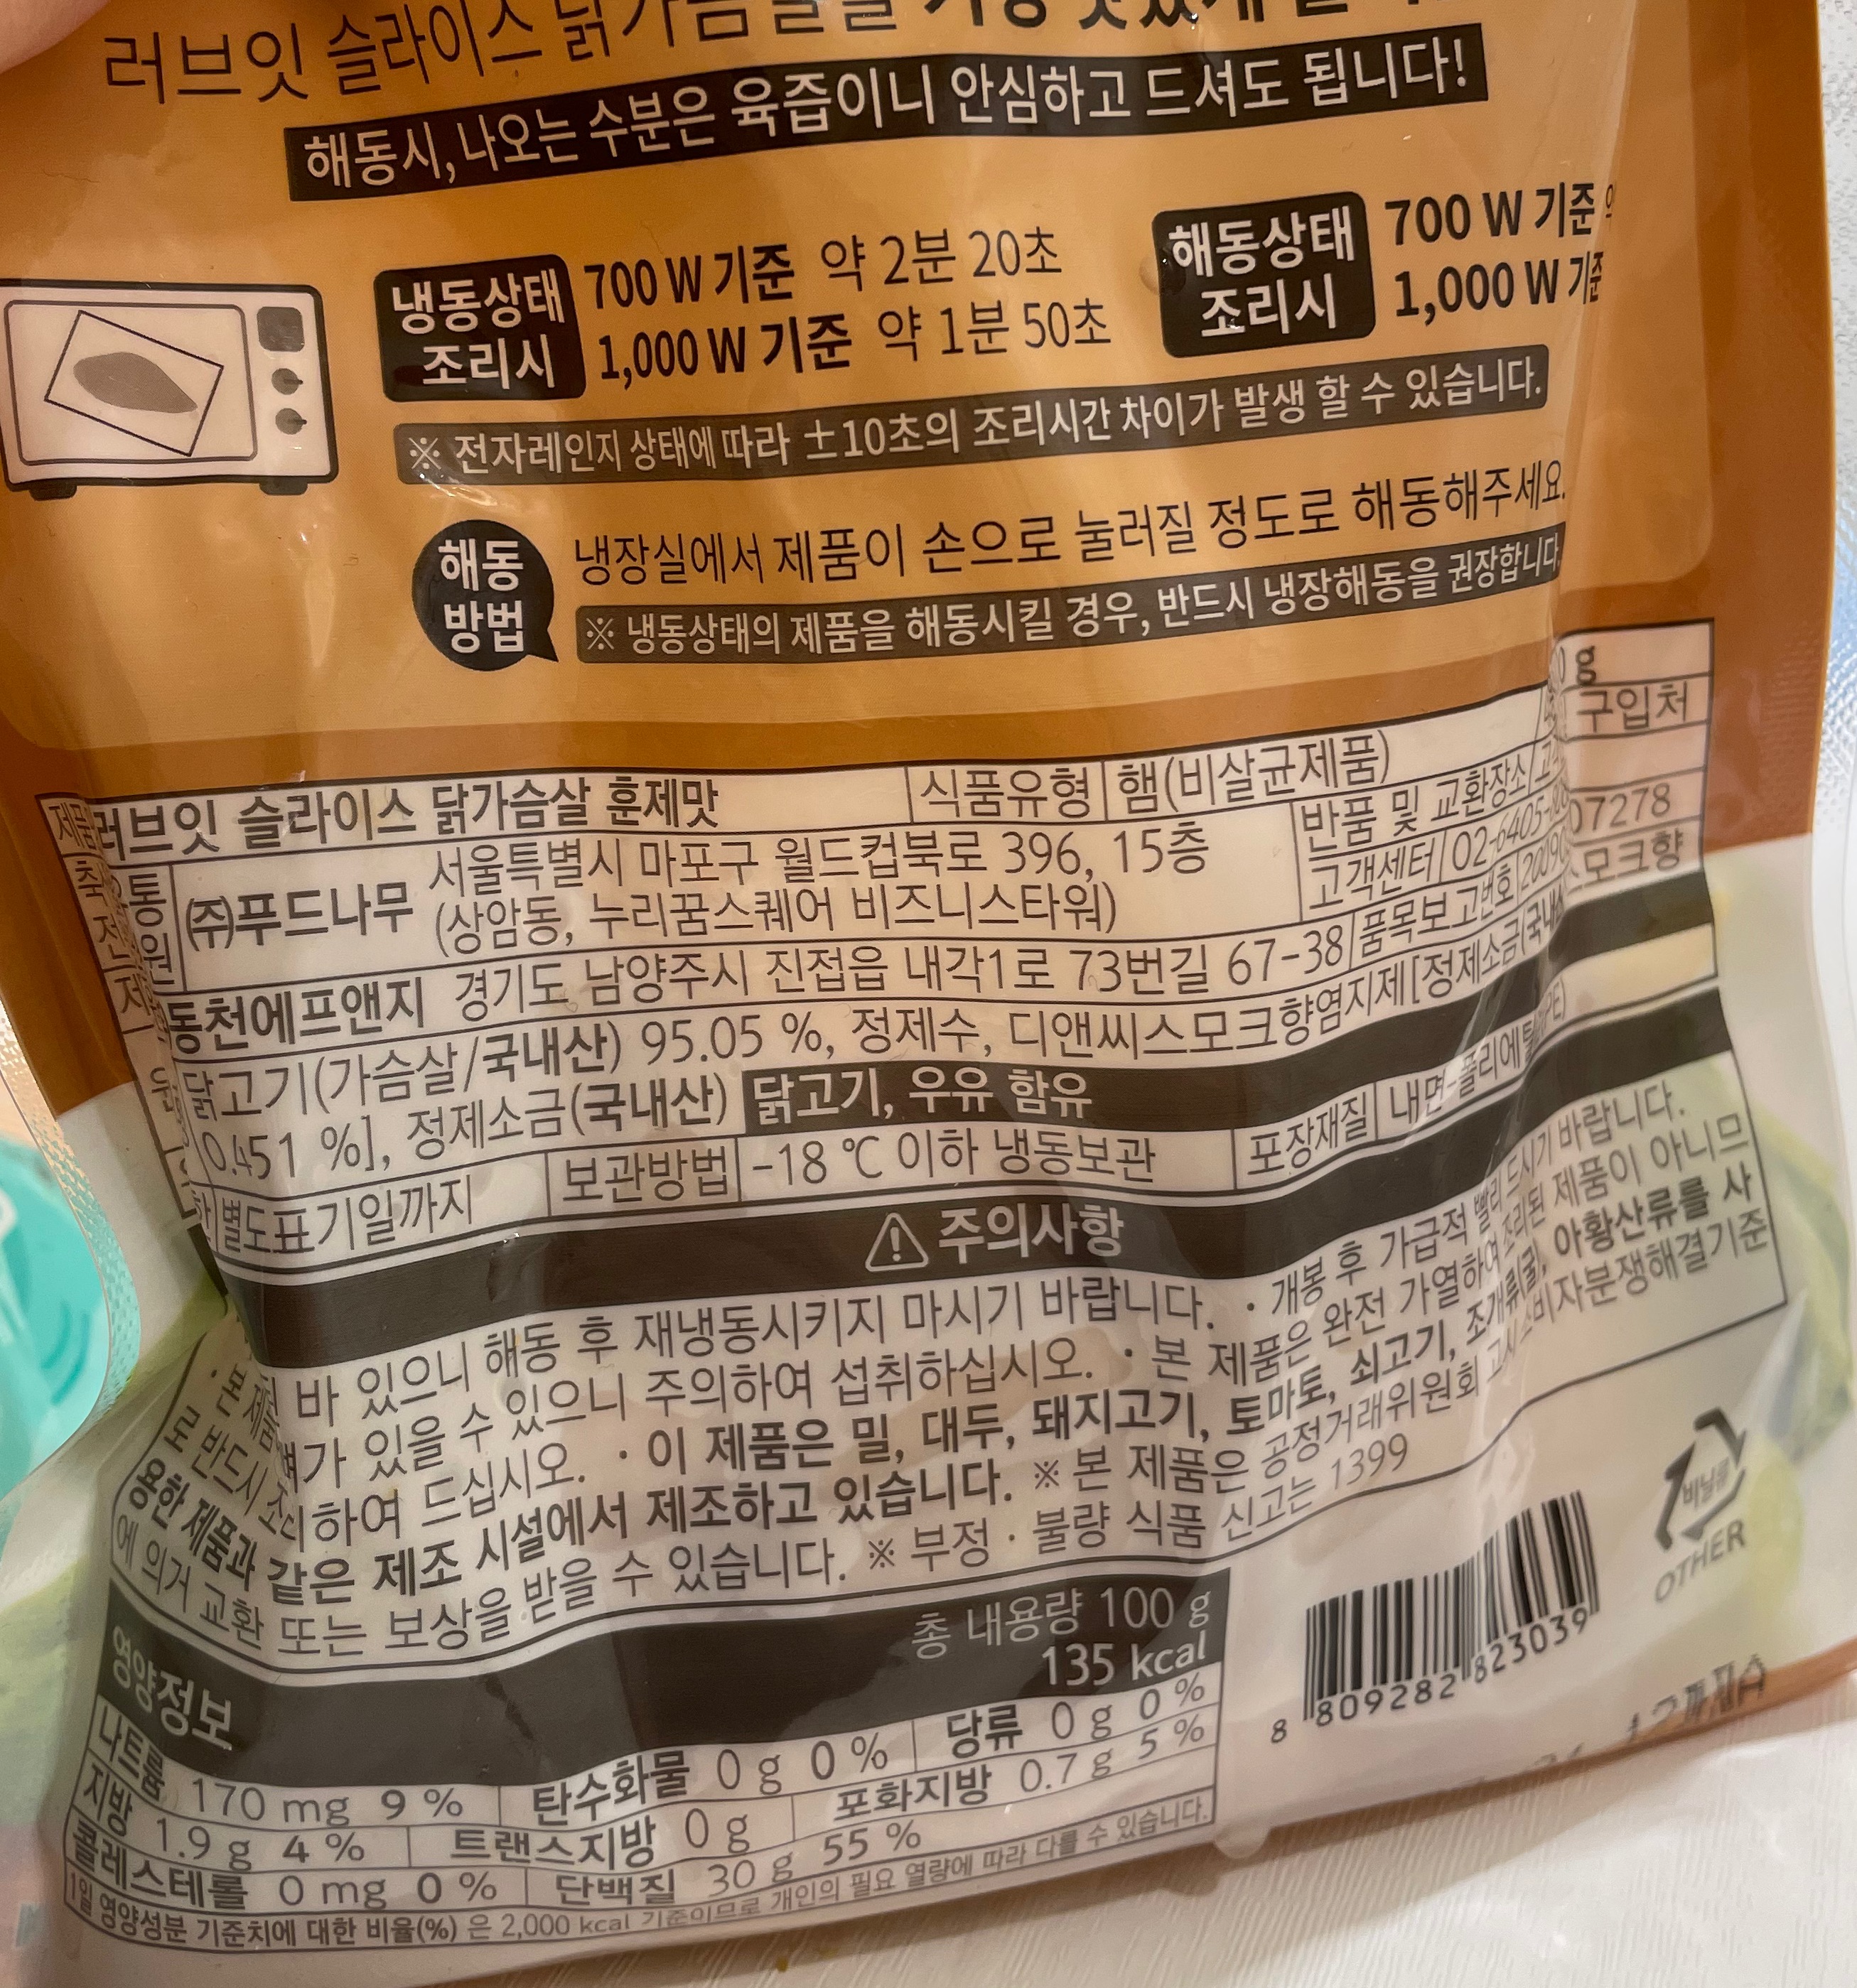 러브잇 슬라이스 닭가슴살을 가장
해동시, 나오는 수분은 육즙이니 안심하고 드셔도 됩니다!
냉동상태 조리시
700 W 기준 약 2분 20초
1,000 W 기준 약 1분 50초
해동상태 조리시
700 W 기준
1,000 W 기준
※ 전자레인지 상태에 따라 ±10초의 조리시간 차이가 발생 할 수 있습니다.
해동 방법
냉장실에서 제품이 손으로 눌러질 정도로 해동해주세요.
※ 냉동상태의 제품을 해동시킬 경우, 반드시 냉장해동을 권장합니다.
g
러브잇 슬라이스 닭가슴살 훈제맛 식품유형 햄(비살균제품)
㈜푸드나무 서울특별시 마포구 월드컵북로 396, 15층
(상암동, 누리꿈스퀘어 비즈니스타워)
반품 및 교환장소 구입처
고객센터 02-6405-
동천에프앤지 경기도 남양주시 진접읍 내각1로 73번길 67-38 품목보고번호 07278
닭고기(가슴살/국내산) 95.05 %, 정제수, 디앤씨스모크향염지제[정제소금(국내산 스모크향
0.451 %], 정제소금(국내산) 닭고기, 우유 함유
별도표기일까지 보관방법 -18 ℃ 이하 냉동보관 포장재질 내면-폴리에틸
주의사항
· 본 제품 바 있으니 해동 후 재냉동시키지 마시기 바랍니다. · 개봉 후 가급적 빨리 드시기 바랍니다.
뼈가 있을 수 있으니 주의하여 섭취하십시오. · 본 제품은 완전 가열하여 조리된 제품이 아니므
로 반드시 조리하여 드십시오. · 이 제품은 밀, 대두, 돼지고기, 토마토, 쇠고기, 조개류(굴), 아황산류를 사
용한 제품과 같은 제조 시설에서 제조하고 있습니다. ※ 본 제품은 공정거래위원회 고시 소비자분쟁해결기준
에 의거 교환 또는 보상을 받을 수 있습니다. ※ 부정 · 불량 식품 신고는 1399
영양정보
총 내용량 100 g
135 kcal
나트륨 170 mg 9 % 탄수화물 0 g 0 % 당류 0 g 0 %
지방 1.9 g 4 % 트랜스지방 0 g 포화지방 0.7 g 5 %
콜레스테롤 0 mg 0 % 단백질 30 g 55 %
1일 영양성분 기준치에 대한 비율(%) 은 2,000 kcal 기준이므로 개인의 필요 열량에 따라 다를 수 있습니다.
비닐류
OTHER
8 809282 823039